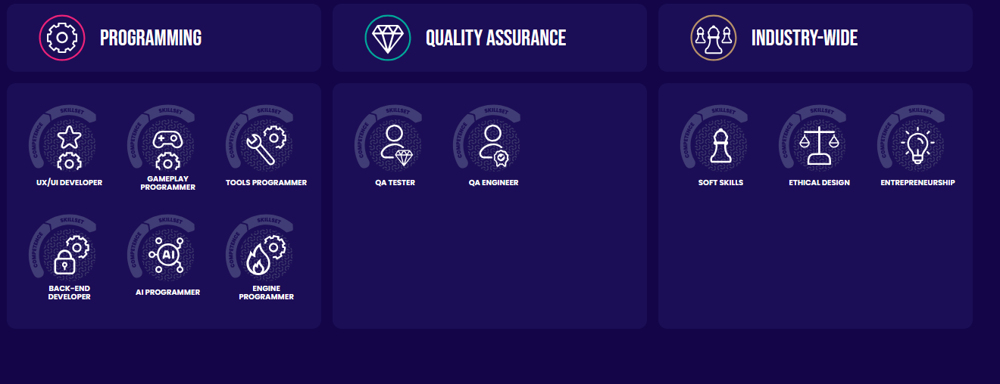 PROGRAMMING
QUALITY ASSURANCE
INDUSTRY-WIDE
COMPETENCE
SKILLSET
UX/UI DEVELOPER
COMPETENCE
SKILLSET
GAMEPLAY
PROGRAMMER
COMPETENCE
SKILLSET
TOOLS PROGRAMMER
COMPETENCE
SKILLSET
BACK-END
DEVELOPER
COMPETENCE
SKILLSET
AI
AI PROGRAMMER
COMPETENCE
SKILLSET
ENGINE
PROGRAMMER
COMPETENCE
SKILLSET
QA TESTER
COMPETENCE
SKILLSET
QA ENGINEER
COMPETENCE
SKILLSET
SOFT SKILLS
COMPETENCE
SKILLSET
ETHICAL DESIGN
COMPETENCE
SKILLSET
ENTREPRENEURSHIP